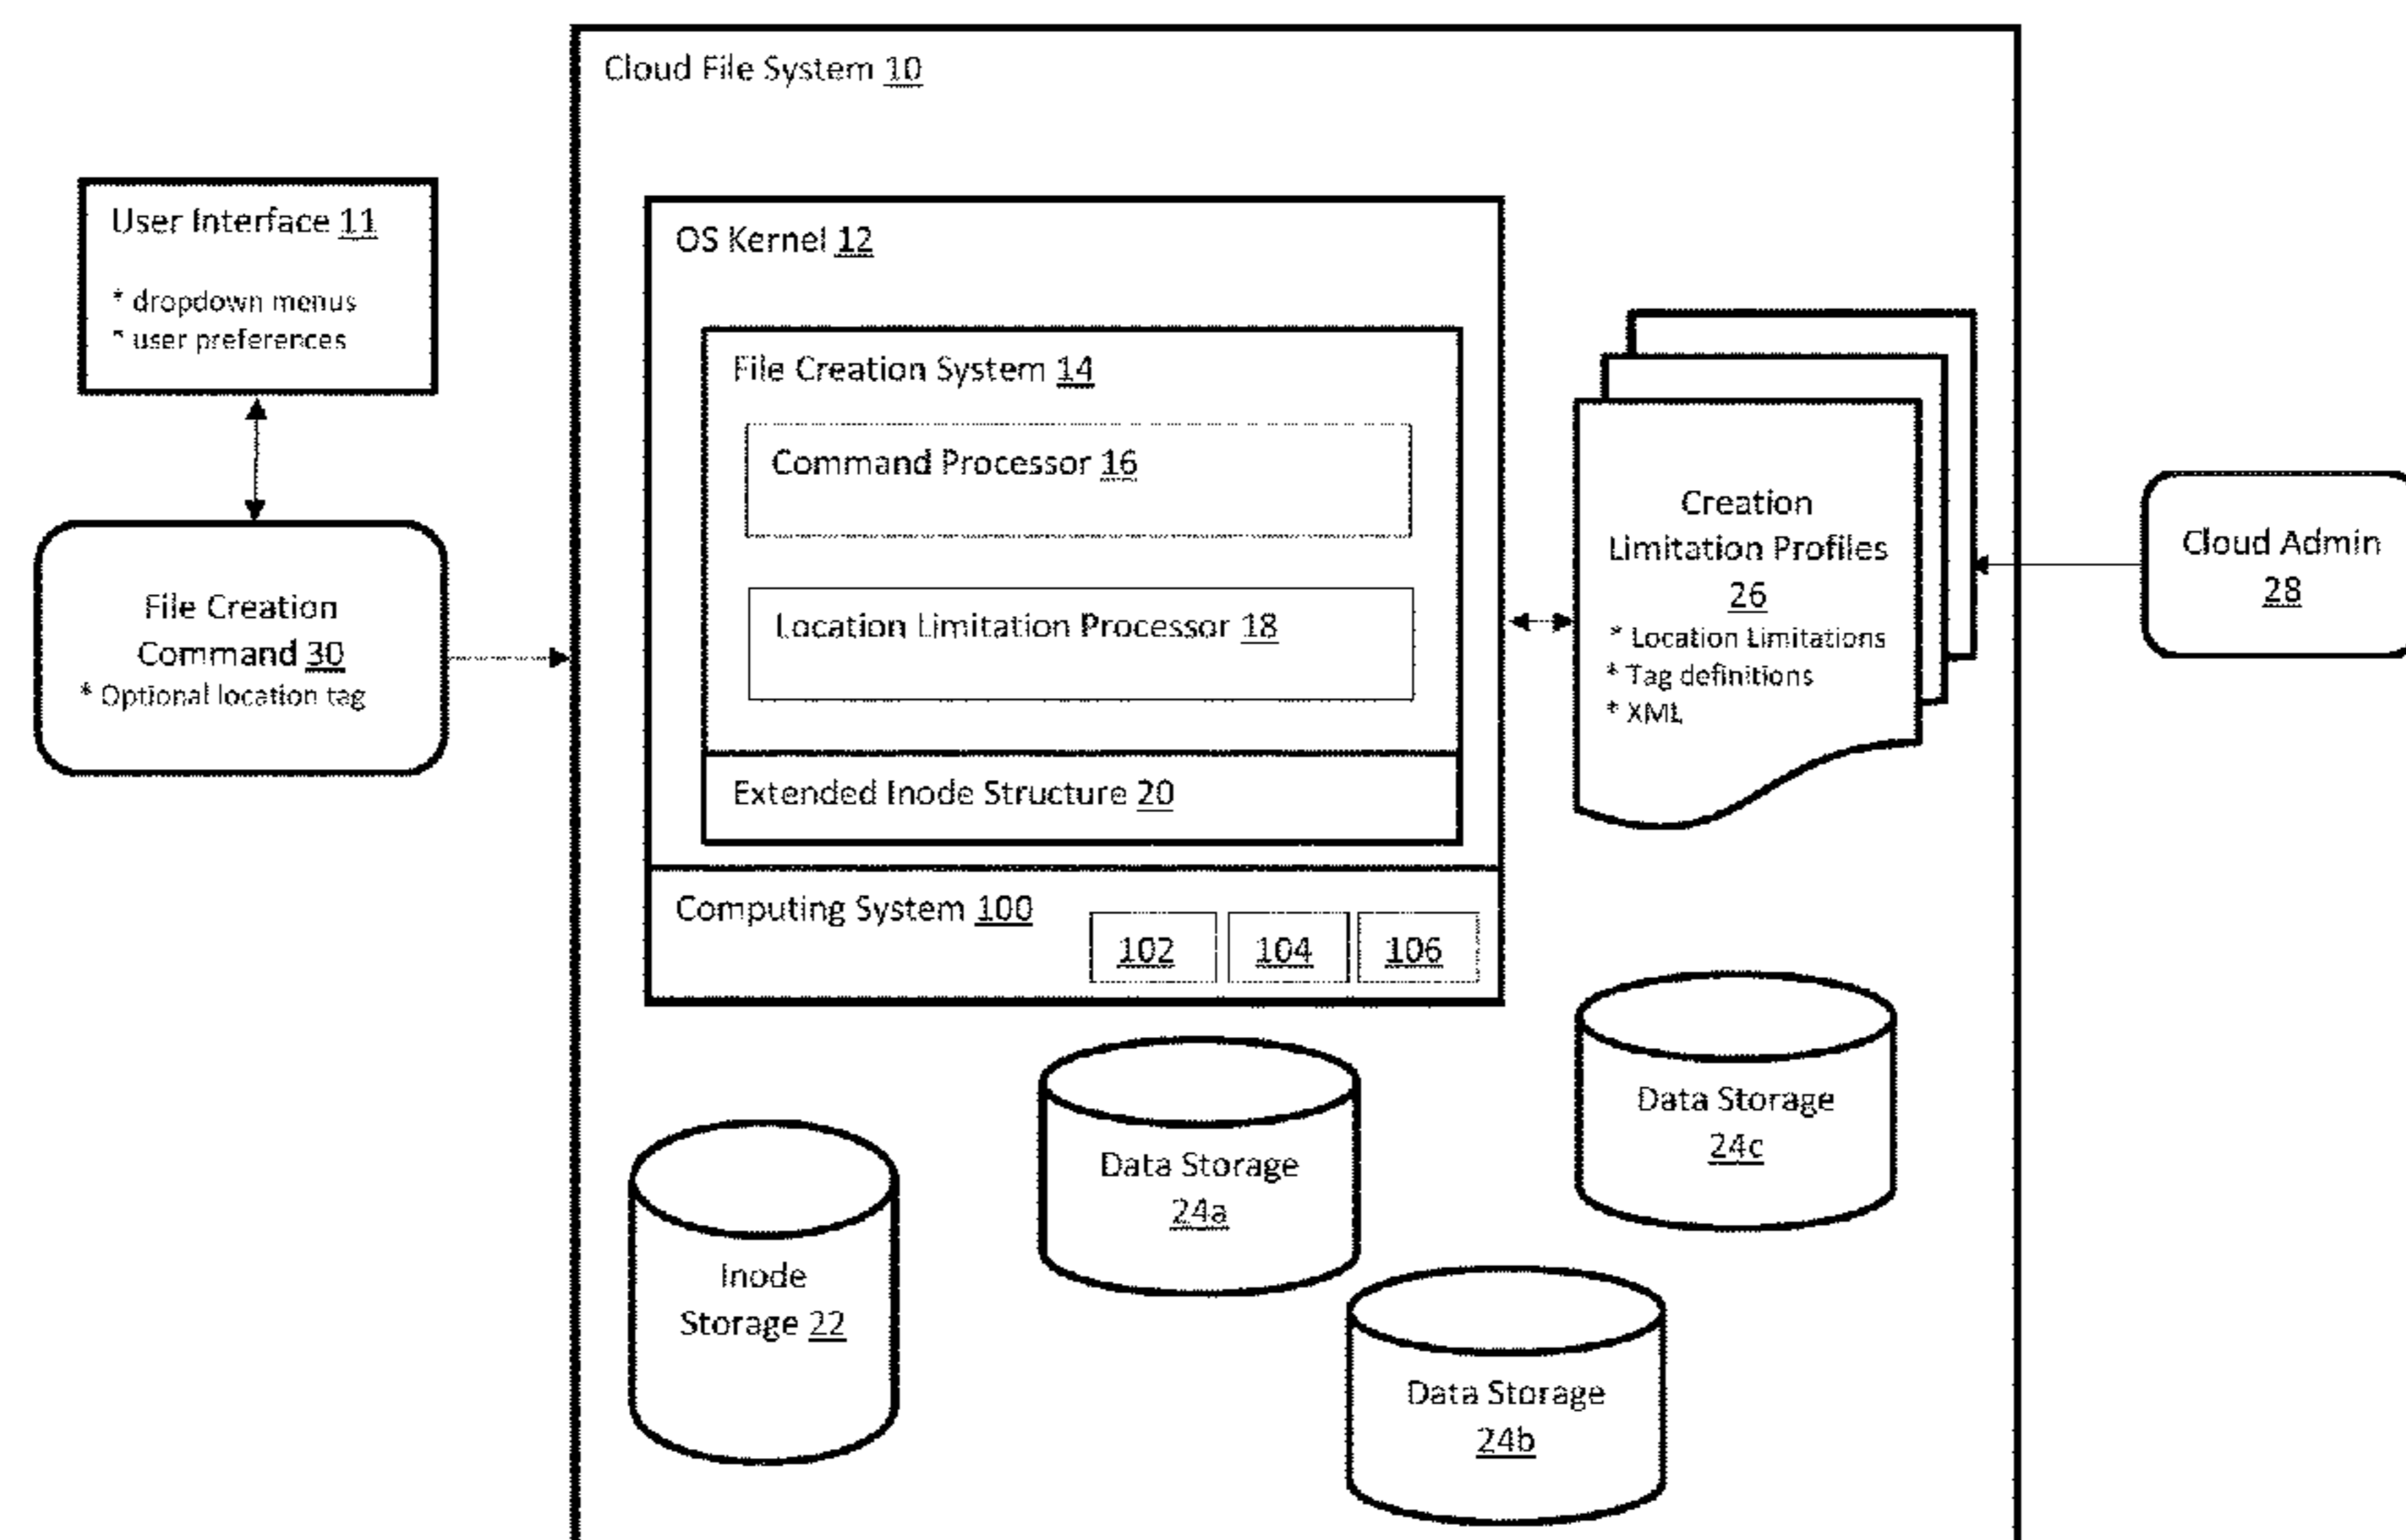 Cloud File System 10
User Interface 11
* dropdown menus
* user preferences
File Creation
Command 30
* Optional location tag
OS Kernel 12
File Creation System 14
Command Processor 16
Location Limitation Processor 18
Extended Inode Structure 20
Computing System 100
102
104
106
Creation
Limitation Profiles
26
* Location Limitations
* Tag definitions
* XML
Cloud Admin
28
Inode
Storage 22
Data Storage
24a
Data Storage
24b
Data Storage
24c